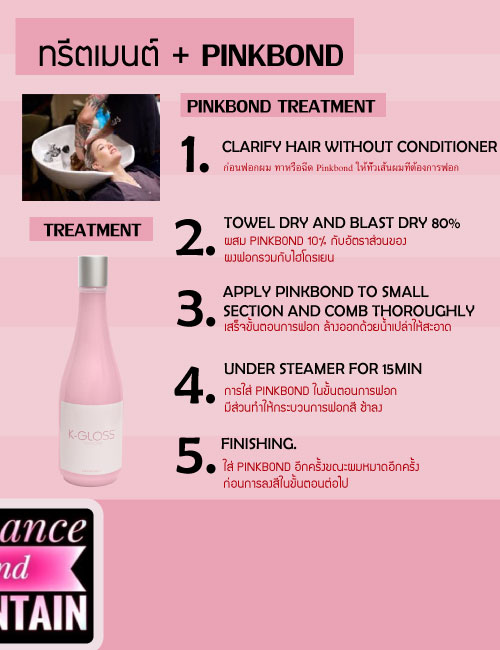 ทรีตเมนต์ + PINKBOND
PINKBOND TREATMENT
1. CLARIFY HAIR WITHOUT CONDITIONER
ก่อนฟอกผม ทาหรือฉีด Pinkbond ให้ทั่วเส้นผมที่ต้องการฟอก
TREATMENT
2. TOWEL DRY AND BLAST DRY 80%
ผสม PINKBOND 10% กับอัตราส่วนของ
ผงฟอกรวมกับไฮโดรเยน
3. APPLY PINKBOND TO SMALL
SECTION AND COMB THOROUGHLY
เสร็จขั้นตอนการฟอก ล้างออกด้วยน้ำเปล่าให้สะอาด
4. UNDER STEAMER FOR 15MIN
การใส่ PINKBOND ในขั้นตอนการฟอก
มีส่วนทำให้กระบวนการฟอกสี ช้าลง
K-GLOSS
5. FINISHING.
ใส่ PINKBOND อีกครั้งขณะผมหมาดอีกครั้ง
ก่อนการลงสีในขั้นตอนต่อไป
ance
nd
NTAIN